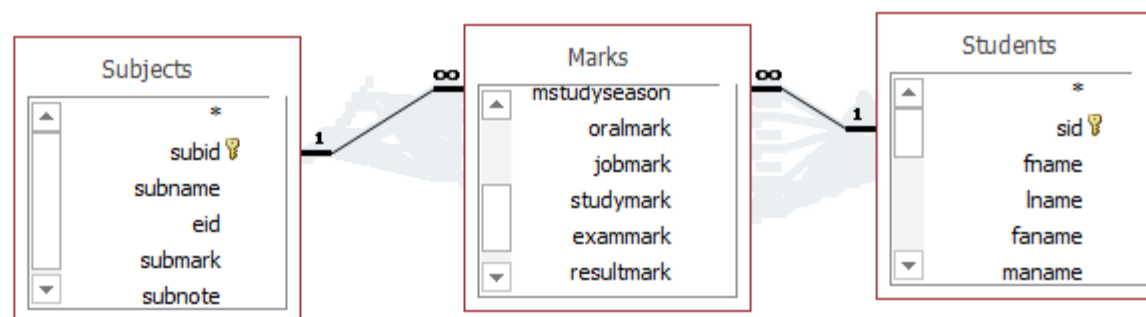 Subjects
*
subid
subname
eid
submark
subnote
1
∞
Marks
mstudyseason
oralmark
jobmark
studymark
exammark
resultmark
∞
1
Students
*
sid
fname
lname
faname
maname